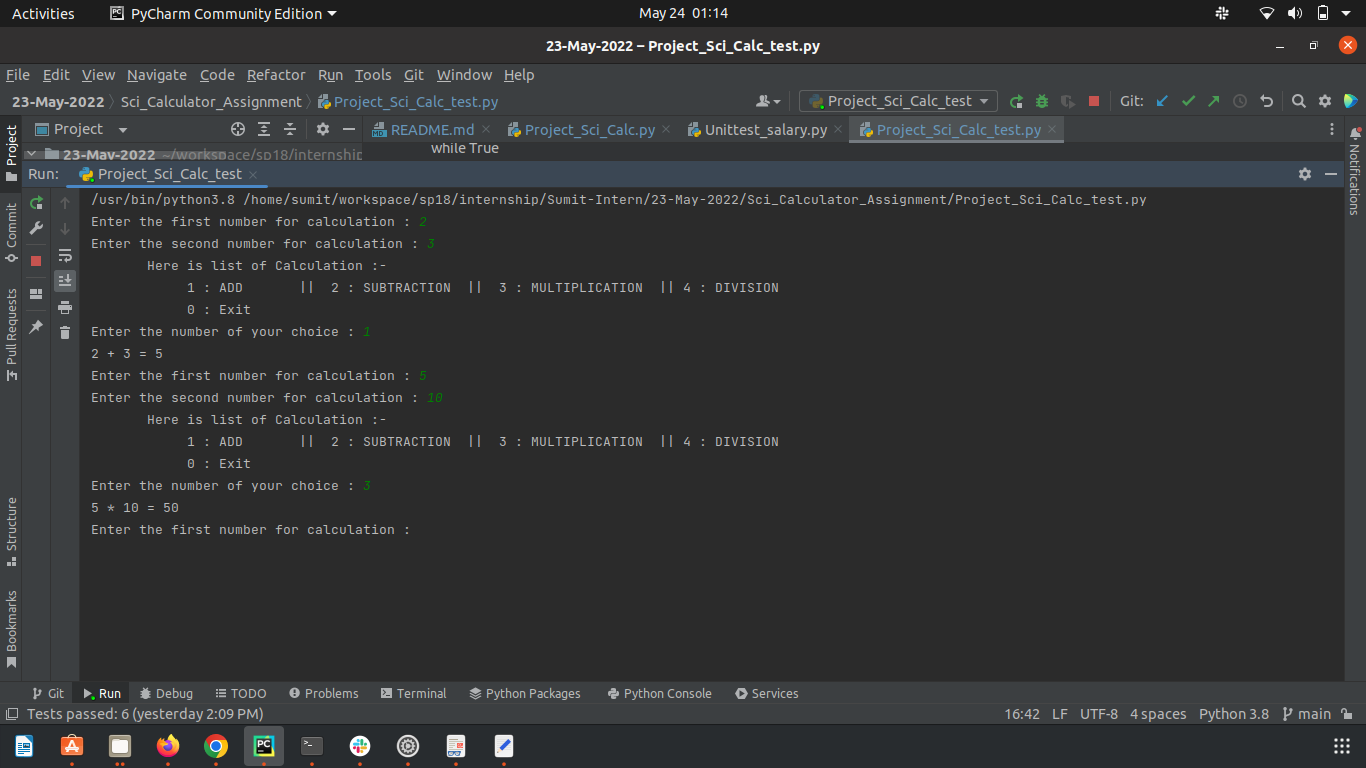 Activities PyCharm Community Edition May 24 01:14
23-May-2022 – Project_Sci_Calc_test.py
File Edit View Navigate Code Refactor Run Tools Git Window Help
23-May-2022 Sci_Calculator_Assignment Project_Sci_Calc_test.py Project_Sci_Calc_test Git:
Project README.md Project_Sci_Calc.py Unittest_salary.py Project_Sci_Calc_test.py
23-May-2022 ~/workspace/sp18/internship while True
Run: Project_Sci_Calc_test
/usr/bin/python3.8 /home/sumit/workspace/sp18/internship/Sumit-Intern/23-May-2022/Sci_Calculator_Assignment/Project_Sci_Calc_test.py
Enter the first number for calculation : 2
Enter the second number for calculation : 3
Here is list of Calculation :-
1 : ADD || 2 : SUBTRACTION || 3 : MULTIPLICATION || 4 : DIVISION
0 : Exit
Enter the number of your choice : 1
2 + 3 = 5
Enter the first number for calculation : 5
Enter the second number for calculation : 10
Here is list of Calculation :-
1 : ADD || 2 : SUBTRACTION || 3 : MULTIPLICATION || 4 : DIVISION
0 : Exit
Enter the number of your choice : 3
5 * 10 = 50
Enter the first number for calculation :
Project
Commit
Pull Requests
Structure
Bookmarks
Notifications
Git Run Debug TODO Problems Terminal Python Packages Python Console Services
Tests passed: 6 (yesterday 2:09 PM) 16:42 LF UTF-8 4 spaces Python 3.8 main